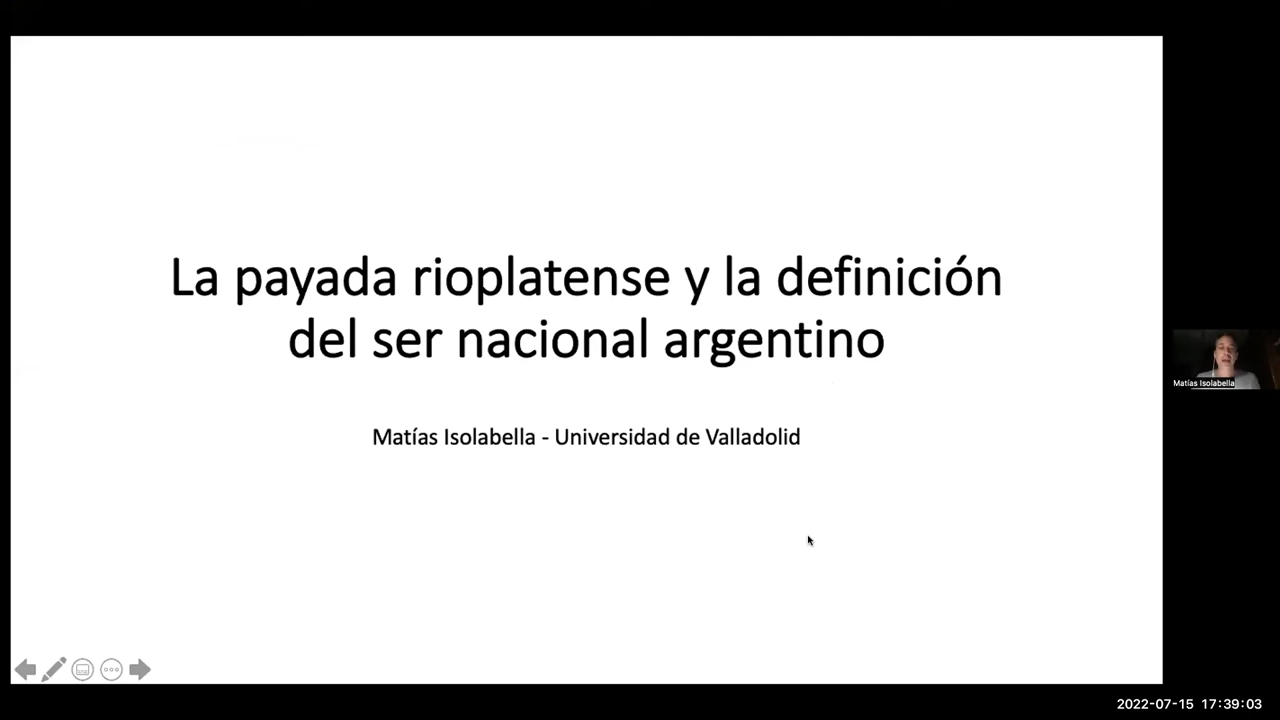 La payada rioplatense y la definición
del ser nacional argentino
Matías Isolabella - Universidad de Valladolid
Matías Isolabella
2022-07-15 17:39:03